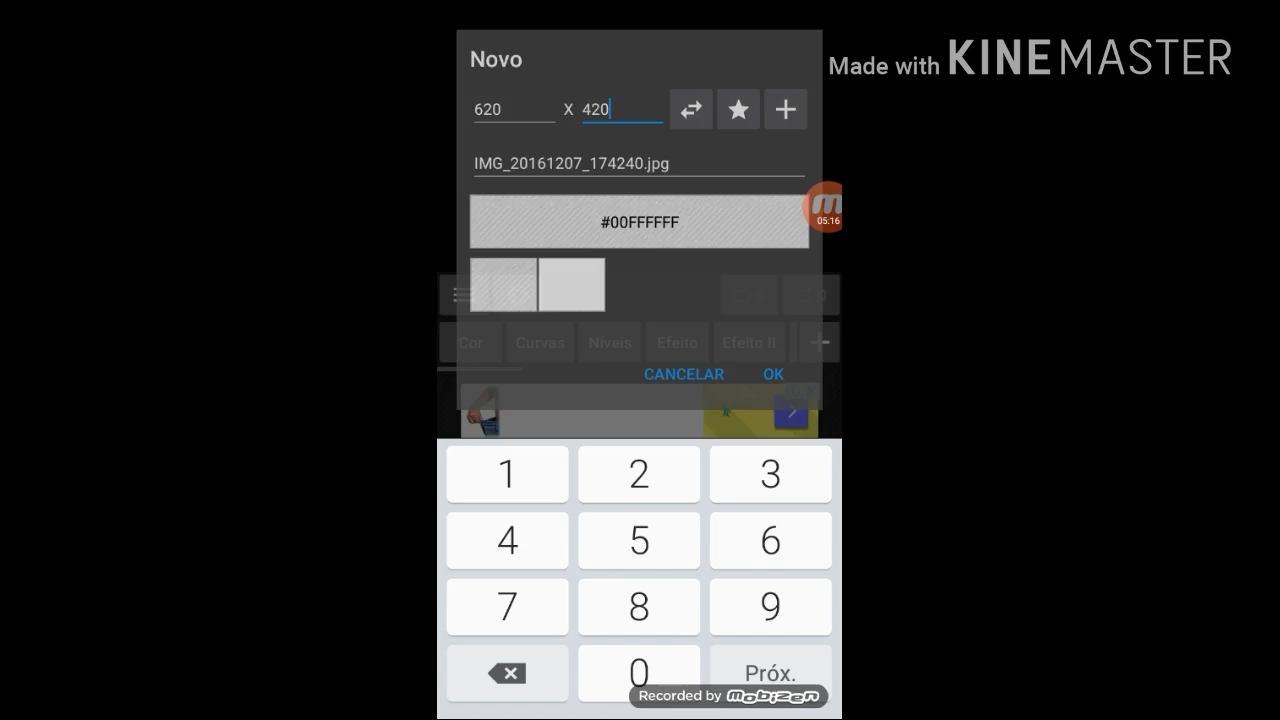 Novo
Made with KINEMASTER
620 X 420
IMG_20161207_174240.jpg
#00FFFFFF
05:16
Cor Curvas Níveis Efeito Efeito II
CANCELAR OK
1 2 3
4 5 6
7 8 9
0 Próx.
Recorded by mobizen